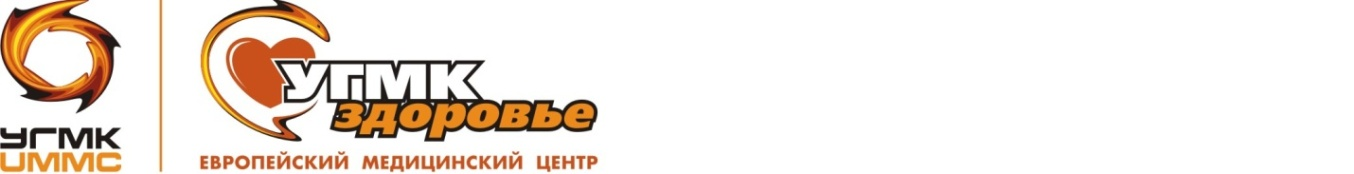 УГМК
UMMC
УГМК
здоровье
ЕВРОПЕЙСКИЙ МЕДИЦИНСКИЙ ЦЕНТР